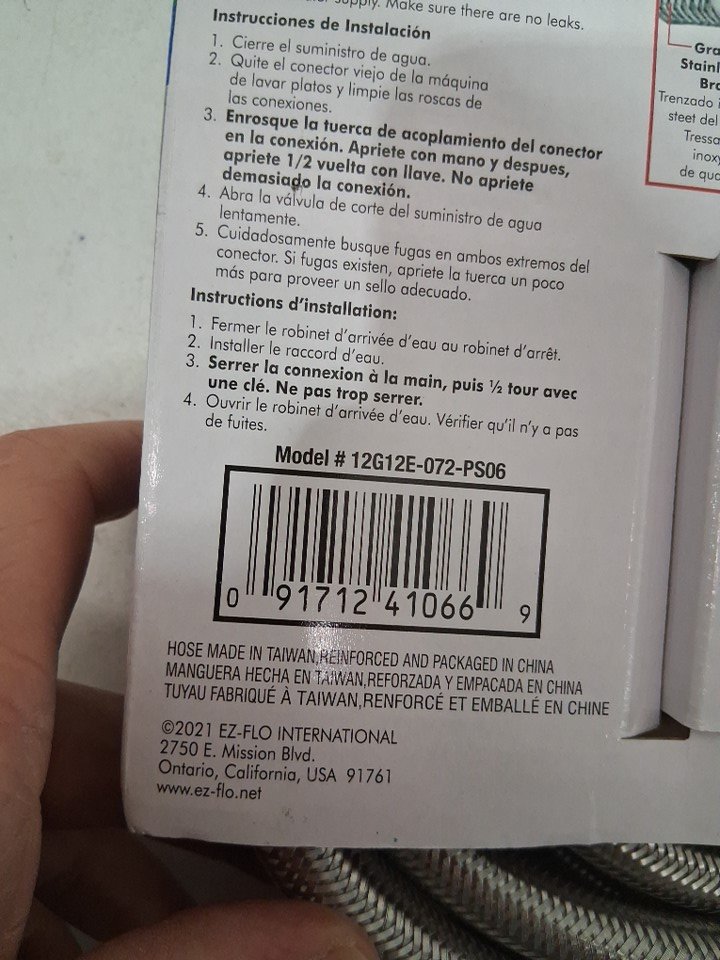 supply. Make sure there are no leaks.
Instrucciones de Instalación
1. Cierre el suministro de agua.
2. Quite el conector viejo de la máquina
de lavar platos y limpie las roscas de
las conexiones.
3. Enrosque la tuerca de acoplamiento del conector
en la conexión. Apriete con mano y despues,
apriete 1/2 vuelta con llave. No apriete
demasiado la conexión.
4. Abra la válvula de corte del suministro de agua
lentamente.
5. Cuidadosamente busque fugas en ambos extremos del
conector. Si fugas existen, apriete la tuerca un poco
más para proveer un sello adecuado.
Instructions d'installation:
1. Fermer le robinet d'arrivée d'eau au robinet d'arrêt.
2. Installer le raccord d'eau.
3. Serrer la connexion à la main, puis ½ tour avec
une clé. Ne pas trop serrer.
4. Ouvrir le robinet d'arrivée d'eau. Vérifier qu'il n'y a pas
de fuites.
Model # 12G12E-072-PS06
0 91712 41066 9
HOSE MADE IN TAIWAN,REINFORCED AND PACKAGED IN CHINA
MANGUERA HECHA EN TAIWAN,REFORZADA Y EMPACADA EN CHINA
TUYAU FABRIQUÉ À TAIWAN,RENFORCÉ ET EMBALLÉ EN CHINE
©2021 EZ-FLO INTERNATIONAL
2750 E. Mission Blvd.
Ontario, California, USA 91761
www.ez-flo.net
Gra
Stainl
Bra
Trenzado
steet del
Tressa
inox
de qua